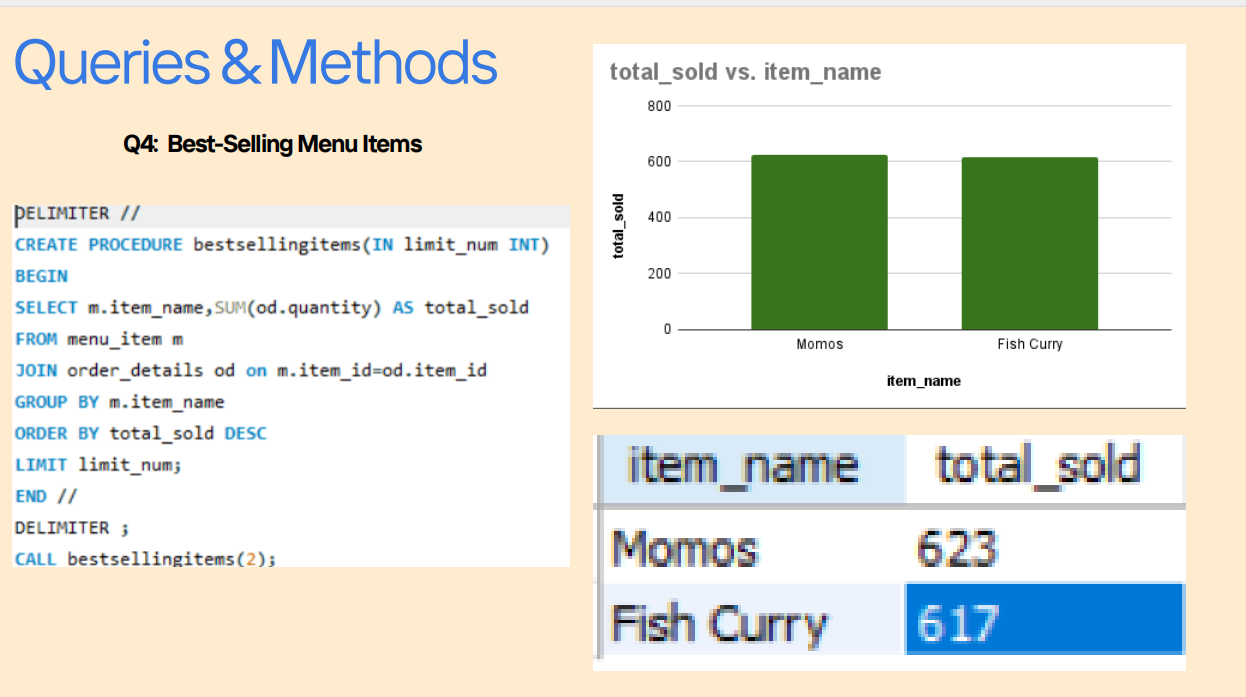 Queries & Methods
Q4: Best-Selling Menu Items
DELIMITER //
CREATE PROCEDURE bestsellingitems(IN limit_num INT)
BEGIN
SELECT m.item_name,SUM(od.quantity) AS total_sold
FROM menu_item m
JOIN order_details od on m.item_id=od.item_id
GROUP BY m.item_name
ORDER BY total_sold DESC
LIMIT limit_num;
END //
DELIMITER ;
CALL bestsellingitems(2);
total_sold vs. item_name
800
600
400
200
0
total_sold
Momos Fish Curry
item_name
item_name total_sold
Momos 623
Fish Curry 617